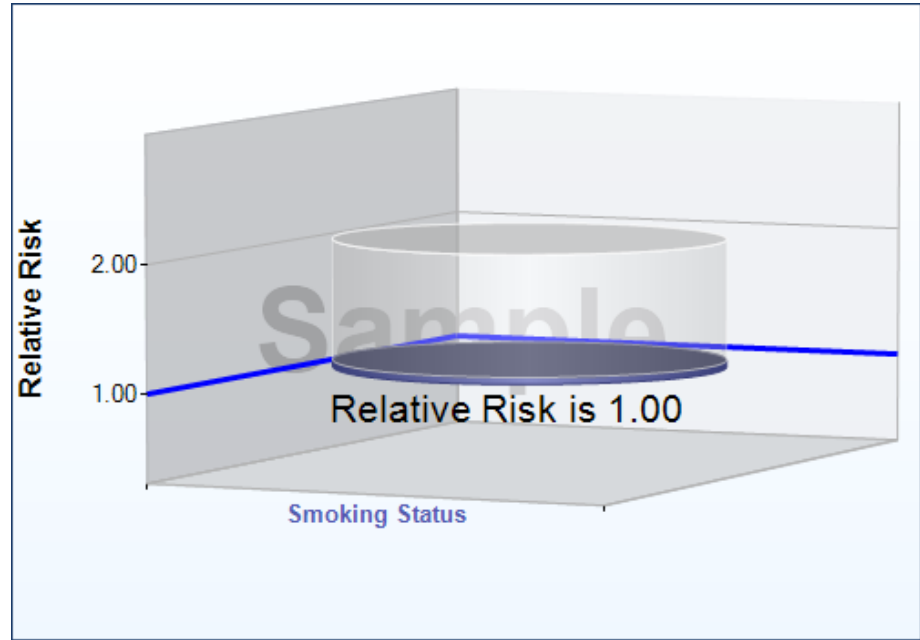 Relative Risk
2.00
Sample
1.00
Relative Risk is 1.00
Smoking Status